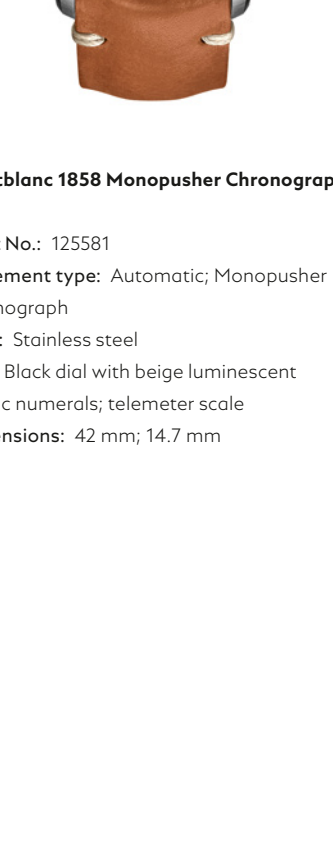 tblanc 1858 Monopusher Chronograp
No.: 125581
ement type: Automatic; Monopusher
nograph
: Stainless steel
Black dial with beige luminescent
c numerals; telemeter scale
ensions: 42 mm; 14.7 mm